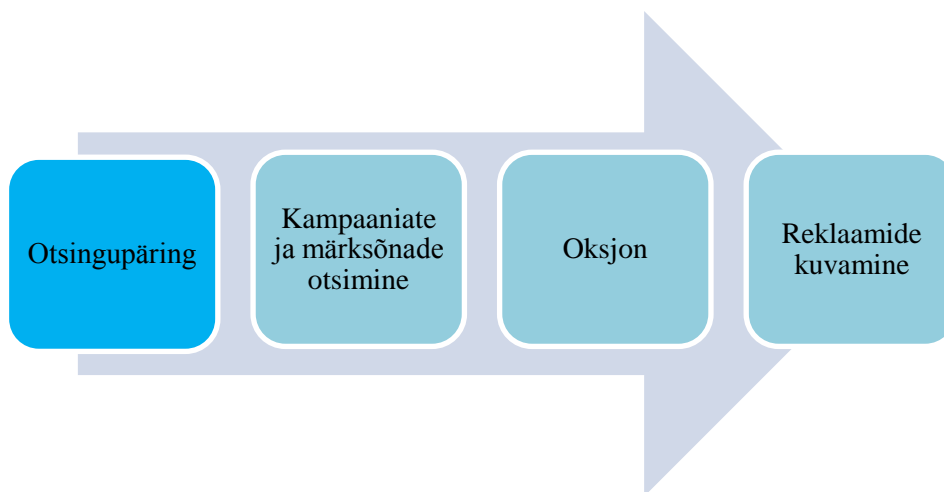 Otsingupäring
Kampaaniate
ja märksõnade
otsimine
Oksjon
Reklaamide
kuvamine